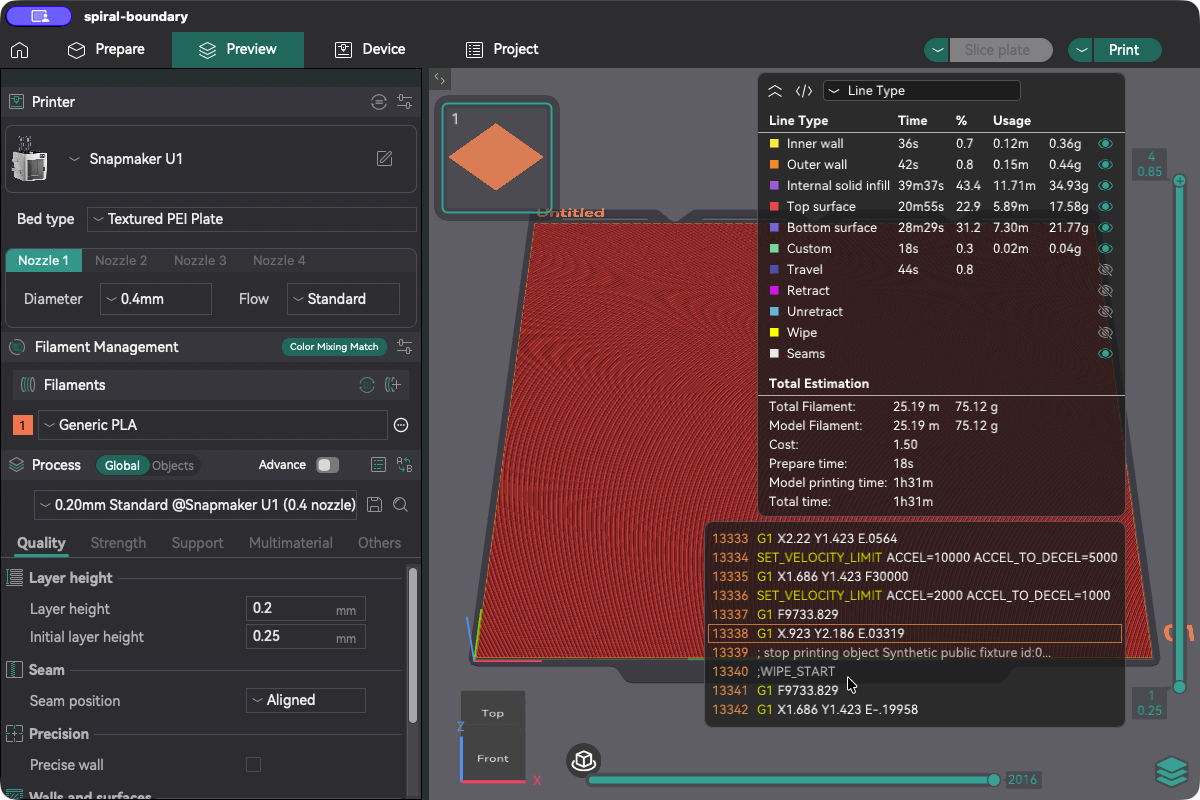 spiral-boundary
Prepare
Preview
Device
Project
Slice plate
Print
Printer
Snapmaker U1
Bed type
Textured PEI Plate
Nozzle 1
Nozzle 2
Nozzle 3
Nozzle 4
Diameter
0.4mm
Flow
Standard
Filament Management
Color Mixing Match
Filaments
1
Generic PLA
Process
Global
Objects
Advance
0.20mm Standard @Snapmaker U1 (0.4 nozzle)
Quality
Strength
Support
Multimaterial
Others
Layer height
Layer height
0.2
mm
Initial layer height
0.25
mm
Seam
Seam position
Aligned
Precision
Precise wall
Walls and surfaces
1
Untitled
Line Type
Line Type Time % Usage
Inner wall 36s 0.7 0.12m 0.36g
Outer wall 42s 0.8 0.15m 0.44g
Internal solid infill 39m37s 43.4 11.71m 34.93g
Top surface 20m55s 22.9 5.89m 17.58g
Bottom surface 28m29s 31.2 7.30m 21.77g
Custom 18s 0.3 0.02m 0.04g
Travel 44s 0.8
Retract
Unretract
Wipe
Seams
Total Estimation
Total Filament: 25.19 m 75.12 g
Model Filament: 25.19 m 75.12 g
Cost: 1.50
Prepare time: 18s
Model printing time: 1h31m
Total time: 1h31m
13333 G1 X2.22 Y1.423 E.0564
13334 SET_VELOCITY_LIMIT ACCEL=10000 ACCEL_TO_DECEL=5000
13335 G1 X1.686 Y1.423 F30000
13336 SET_VELOCITY_LIMIT ACCEL=2000 ACCEL_TO_DECEL=1000
13337 G1 F9733.829
13338 G1 X.923 Y2.186 E.03319
13339 ; stop printing object Synthetic public fixture id:0...
13340 ;WIPE_START
13341 G1 F9733.829
13342 G1 X1.686 Y1.423 E-.19958
4
0.85
1
0.25
Top
Front
Z
X
2016